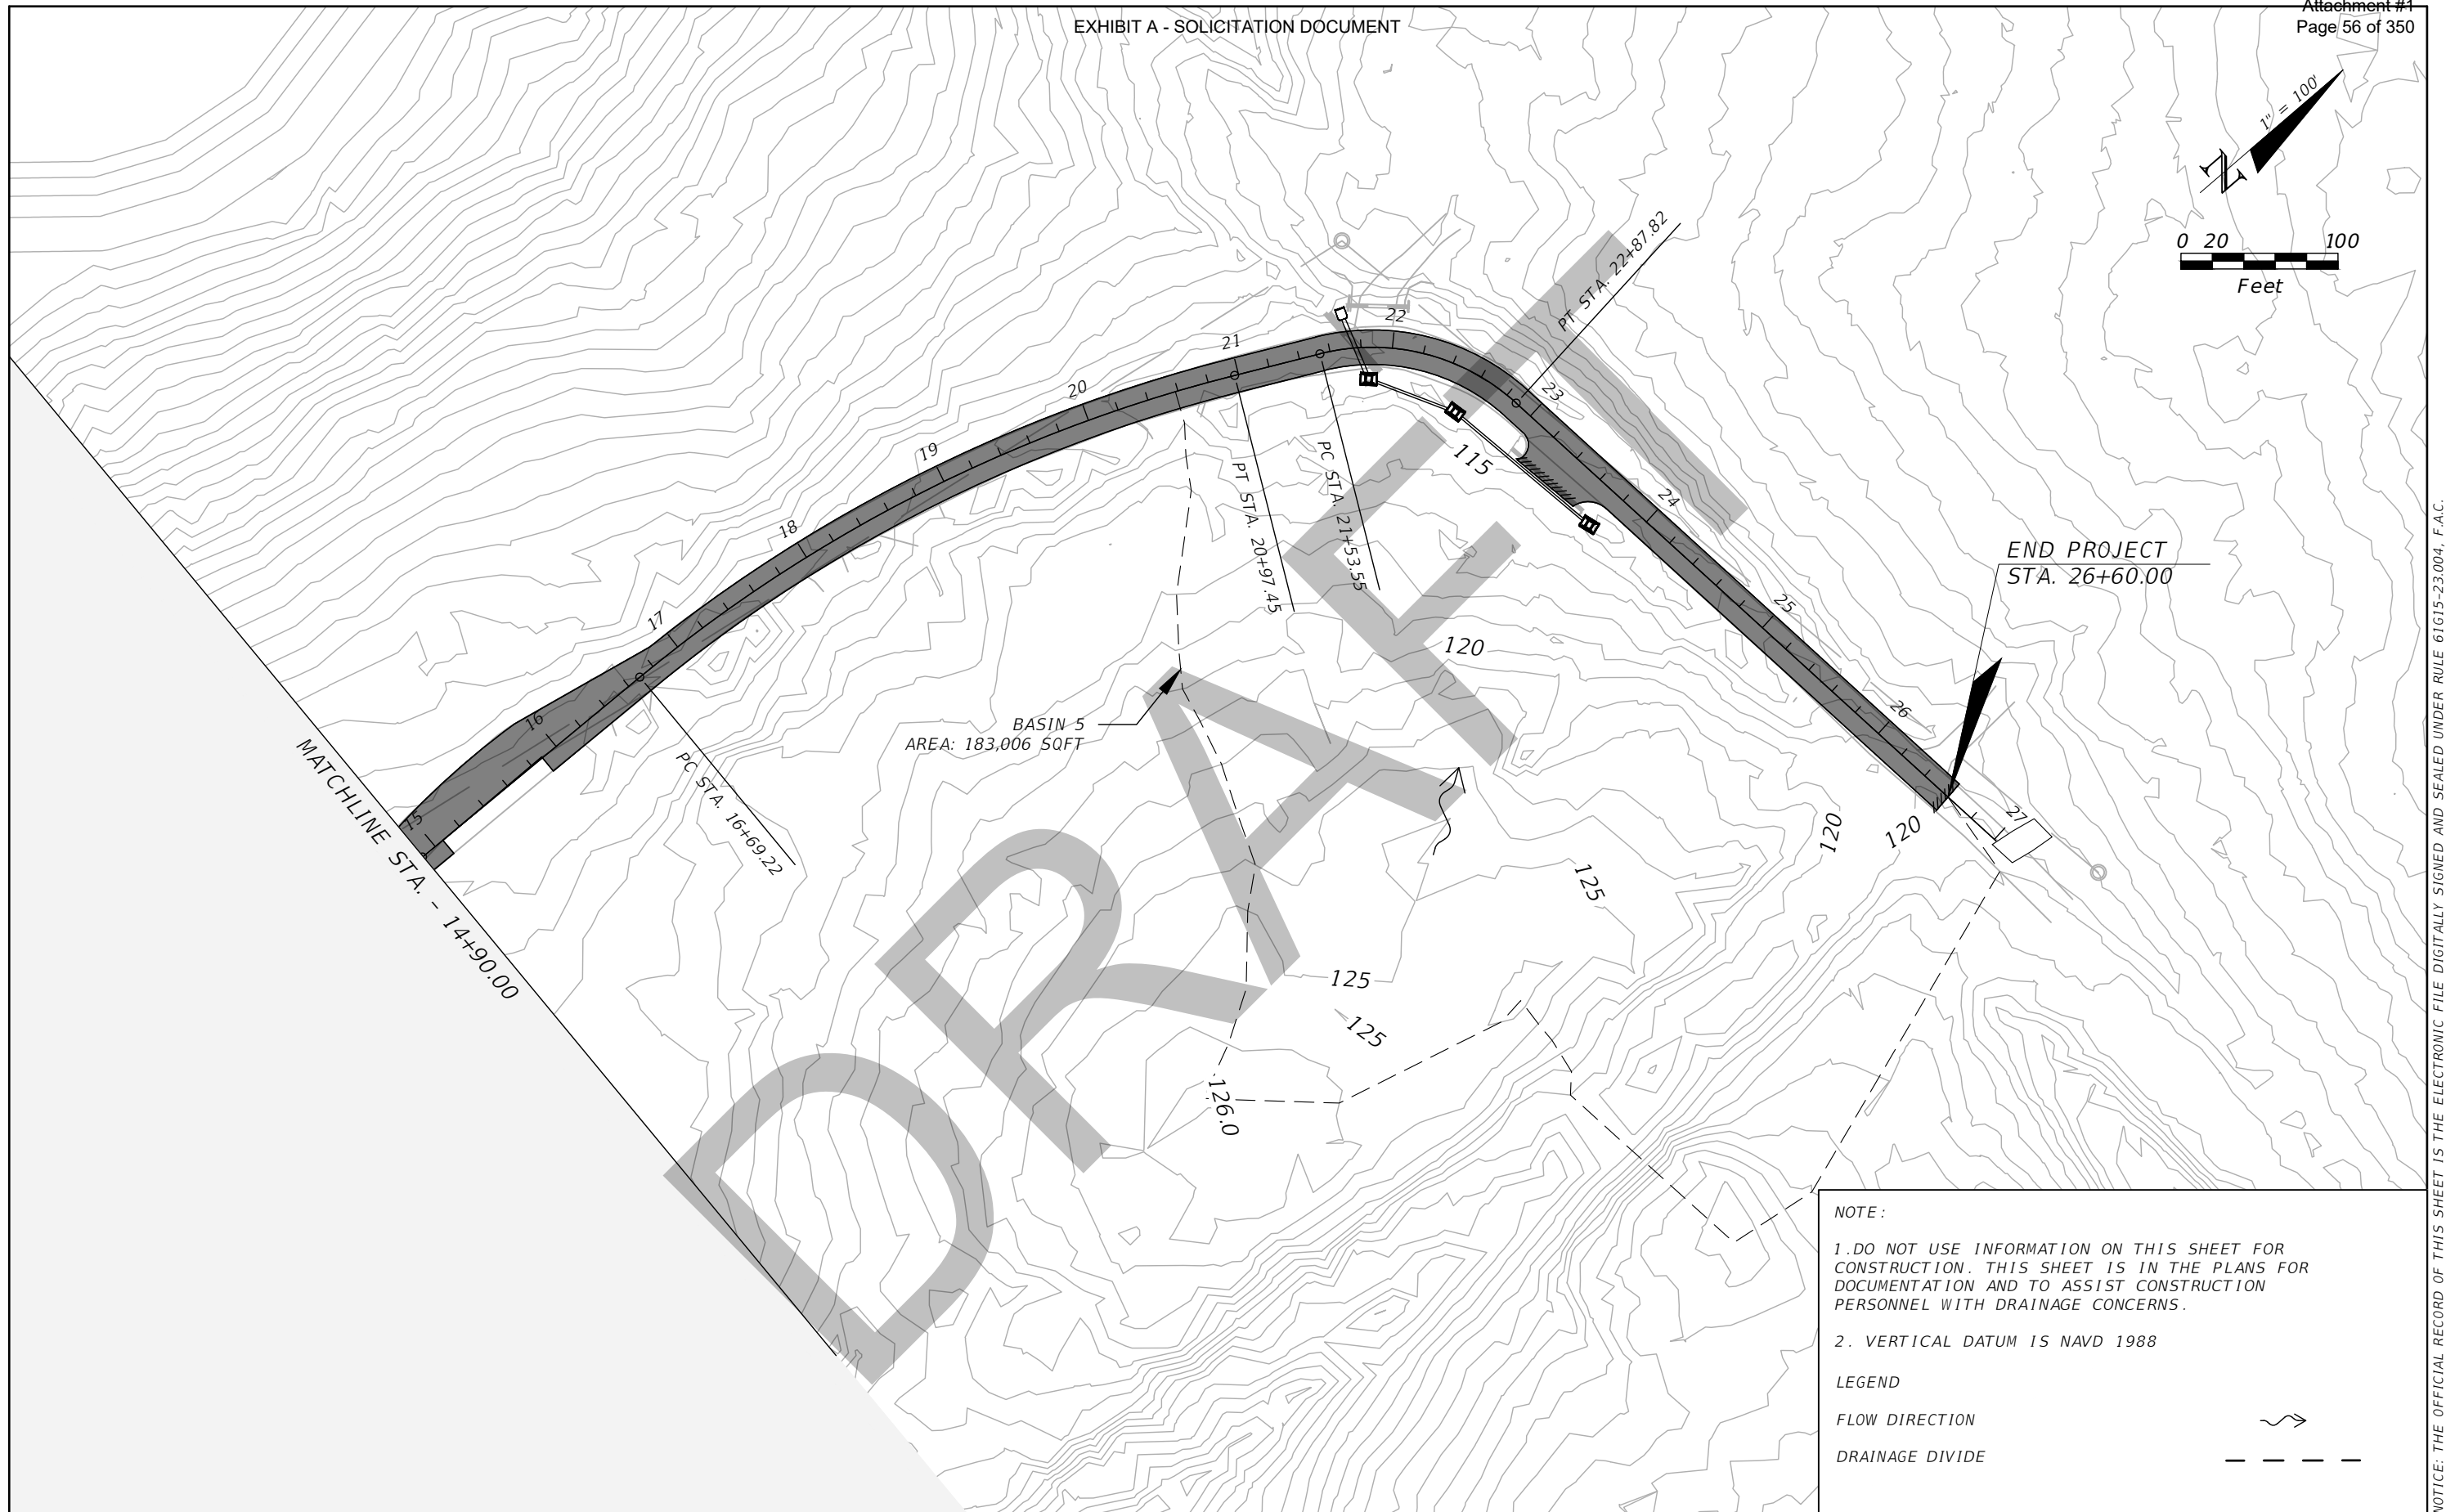 Attachment #1
EXHIBIT A - SOLICITATION DOCUMENT
Page 56 of 350
1" = 100'
N
0 20 100
Feet
PT STA. 22+87.82
22
21
23
20
115
19
PT STA. 20+97.45
PC STA. 21+53.55
24
18
END PROJECT
STA. 26+60.00
25
17
120
26
16
BASIN 5
AREA: 183,006 SQFT
PC STA. 16+69.22
15
MATCHLINE STA. - 14+90.00
27
120
120
125
125
125
126.0
DRAFT
NOTE:
1.DO NOT USE INFORMATION ON THIS SHEET FOR
CONSTRUCTION. THIS SHEET IS IN THE PLANS FOR
DOCUMENTATION AND TO ASSIST CONSTRUCTION
PERSONNEL WITH DRAINAGE CONCERNS.
2. VERTICAL DATUM IS NAVD 1988
LEGEND
FLOW DIRECTION
DRAINAGE DIVIDE
NOTICE: THE OFFICIAL RECORD OF THIS SHEET IS THE ELECTRONIC FILE DIGITALLY SIGNED AND SEALED UNDER RULE 61G15-23.004, F.A.C.